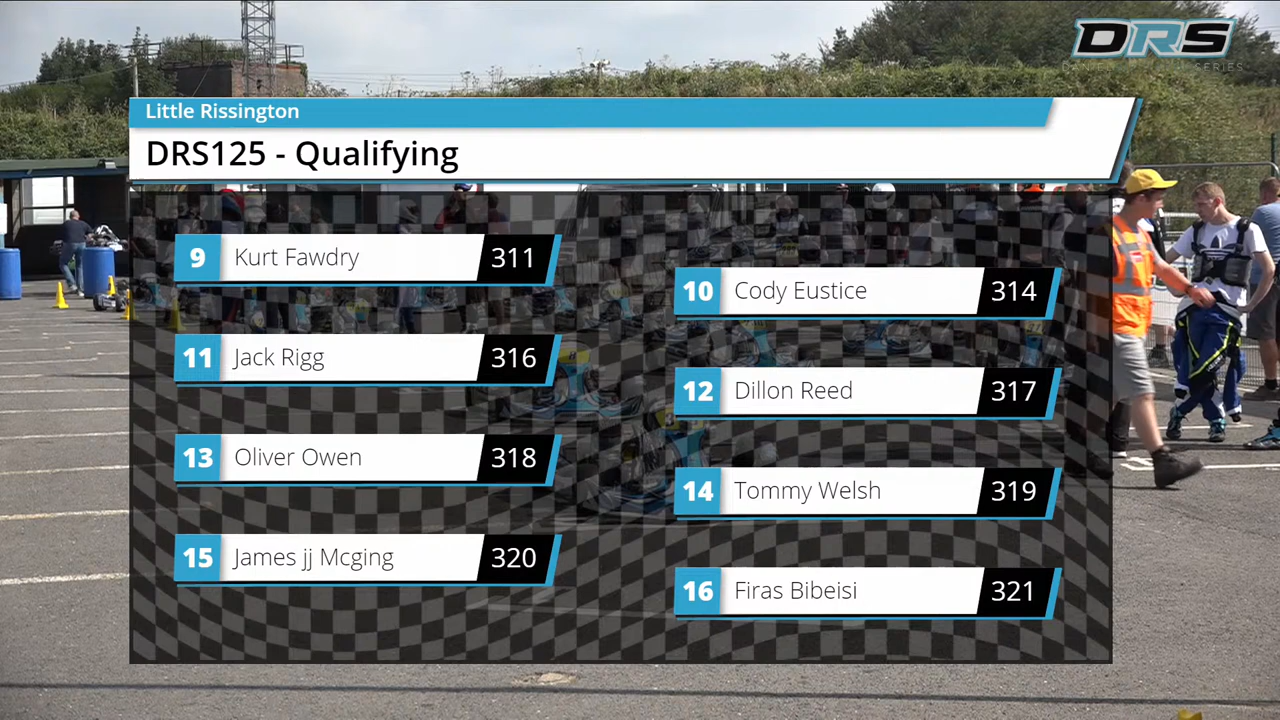 DRS
Little Rissington
DRS125 - Qualifying
9 Kurt Fawdry 311
10 Cody Eustice 314
11 Jack Rigg 316
12 Dillon Reed 317
13 Oliver Owen 318
14 Tommy Welsh 319
15 James jj Mcging 320
16 Firas Bibeisi 321